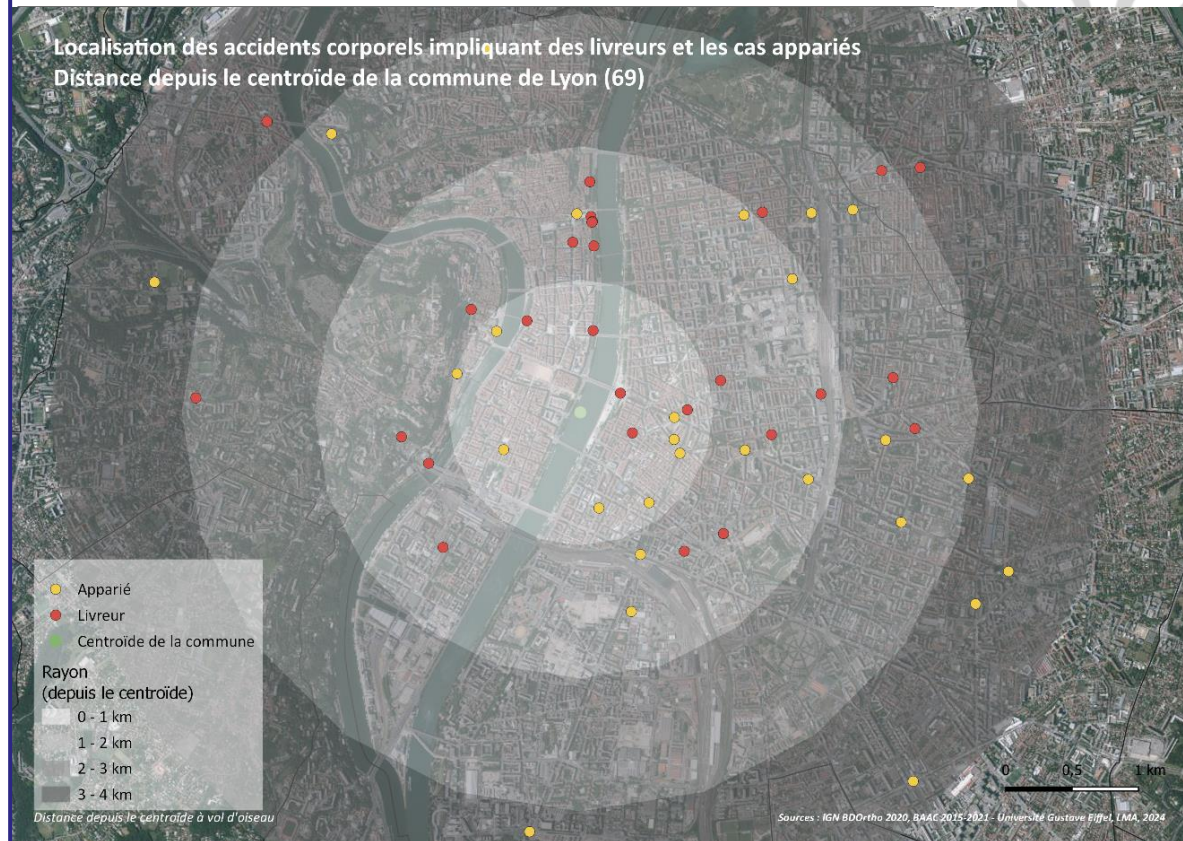 Localisation des accidents corporels impliquant des livreurs et les cas appariés
Distance depuis le centroïde de la commune de Lyon (69)
Apparié
Livreur
Centroïde de la commune
Rayon
(depuis le centroïde)
0 - 1 km
1 - 2 km
2 - 3 km
3 - 4 km
Distance depuis le centroïde à vol d'oiseau
0 0,5 1 km
Sources : IGN BDOrtho 2020, BAAC 2015-2021 - Université Gustave Eiffel, LMA, 2024